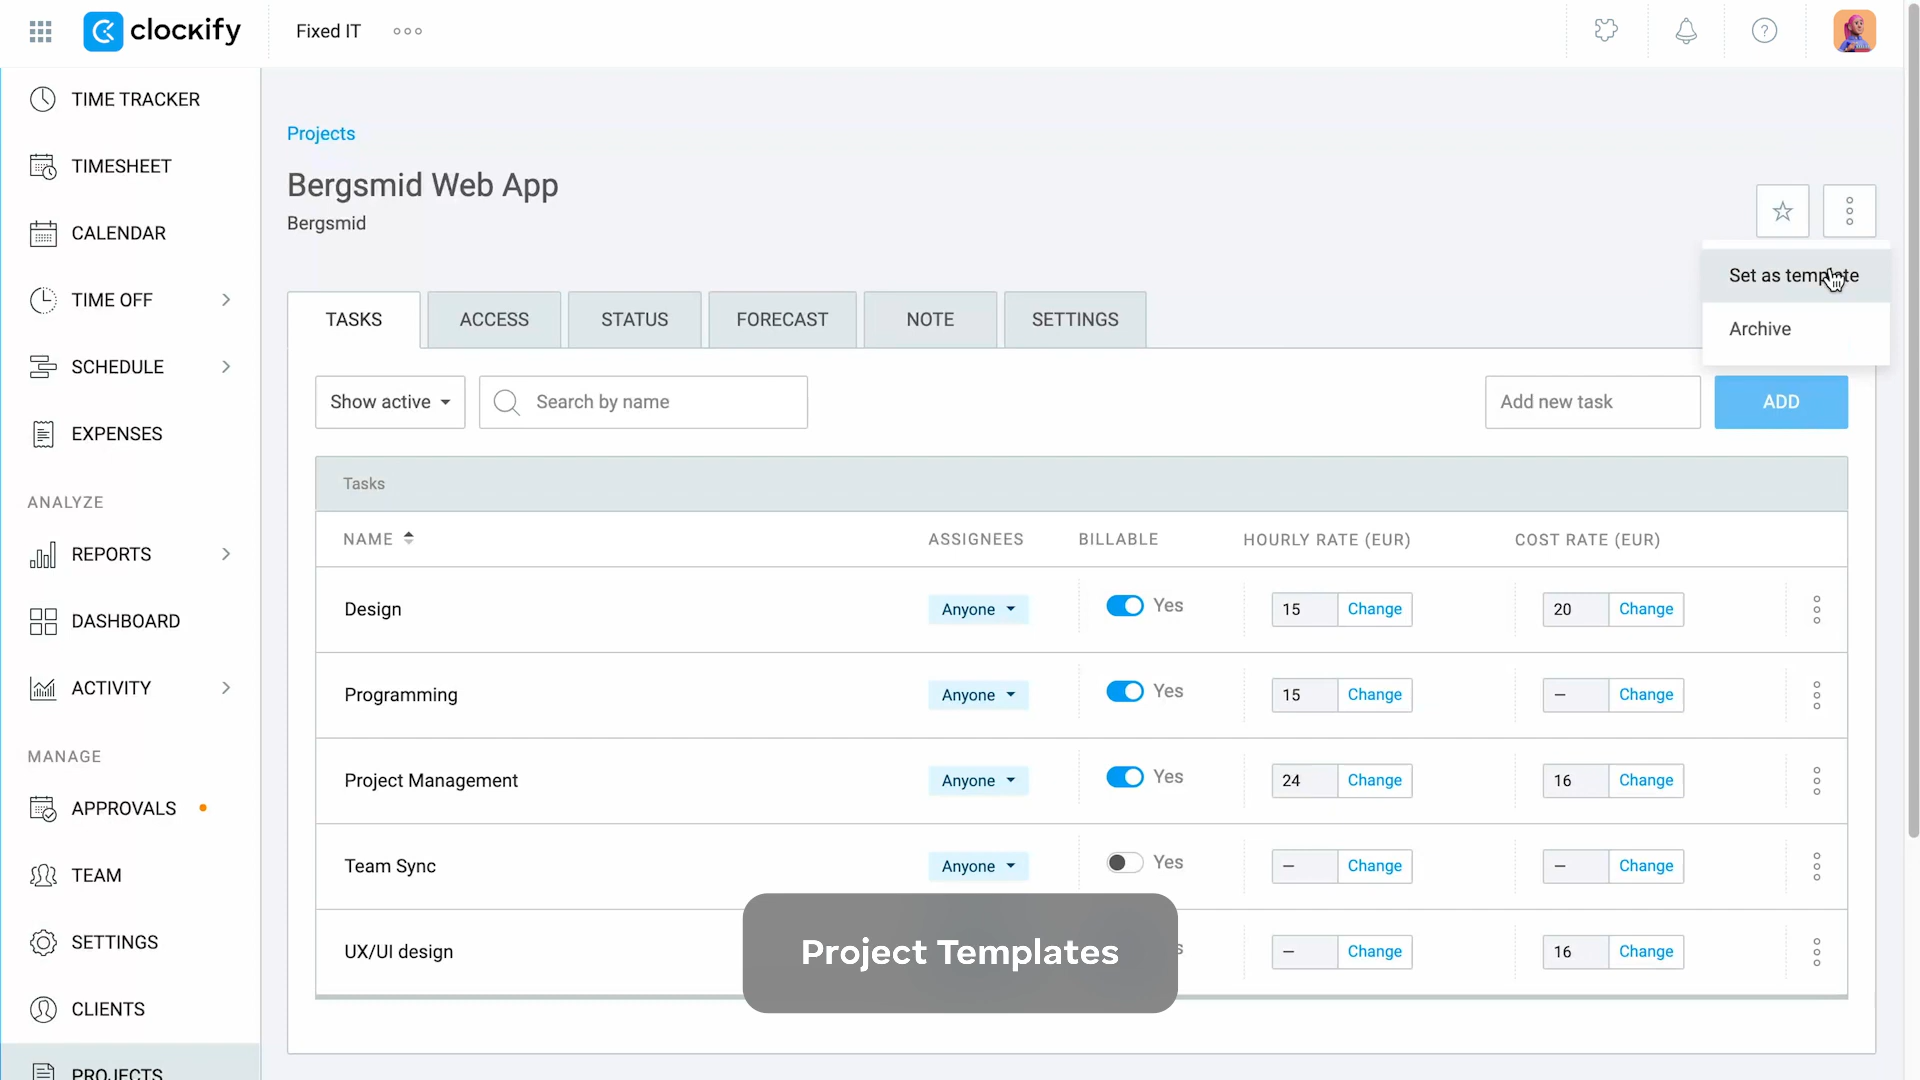 clockify
Fixed IT
TIME TRACKER
TIMESHEET
CALENDAR
TIME OFF
SCHEDULE
EXPENSES
ANALYZE
REPORTS
DASHBOARD
ACTIVITY
MANAGE
APPROVALS
TEAM
SETTINGS
CLIENTS
PROJECTS
Projects
Bergsmid Web App
Bergsmid
Set as template
Archive
TASKS ACCESS STATUS FORECAST NOTE SETTINGS
Show active Search by name Add new task ADD
Tasks
NAME ASSIGNEES BILLABLE HOURLY RATE (EUR) COST RATE (EUR)
Design Anyone Yes 15 Change 20 Change
Programming Anyone Yes 15 Change – Change
Project Management Anyone Yes 24 Change 16 Change
Team Sync Anyone Yes – Change – Change
UX/UI design – Change 16 Change
Project Templates